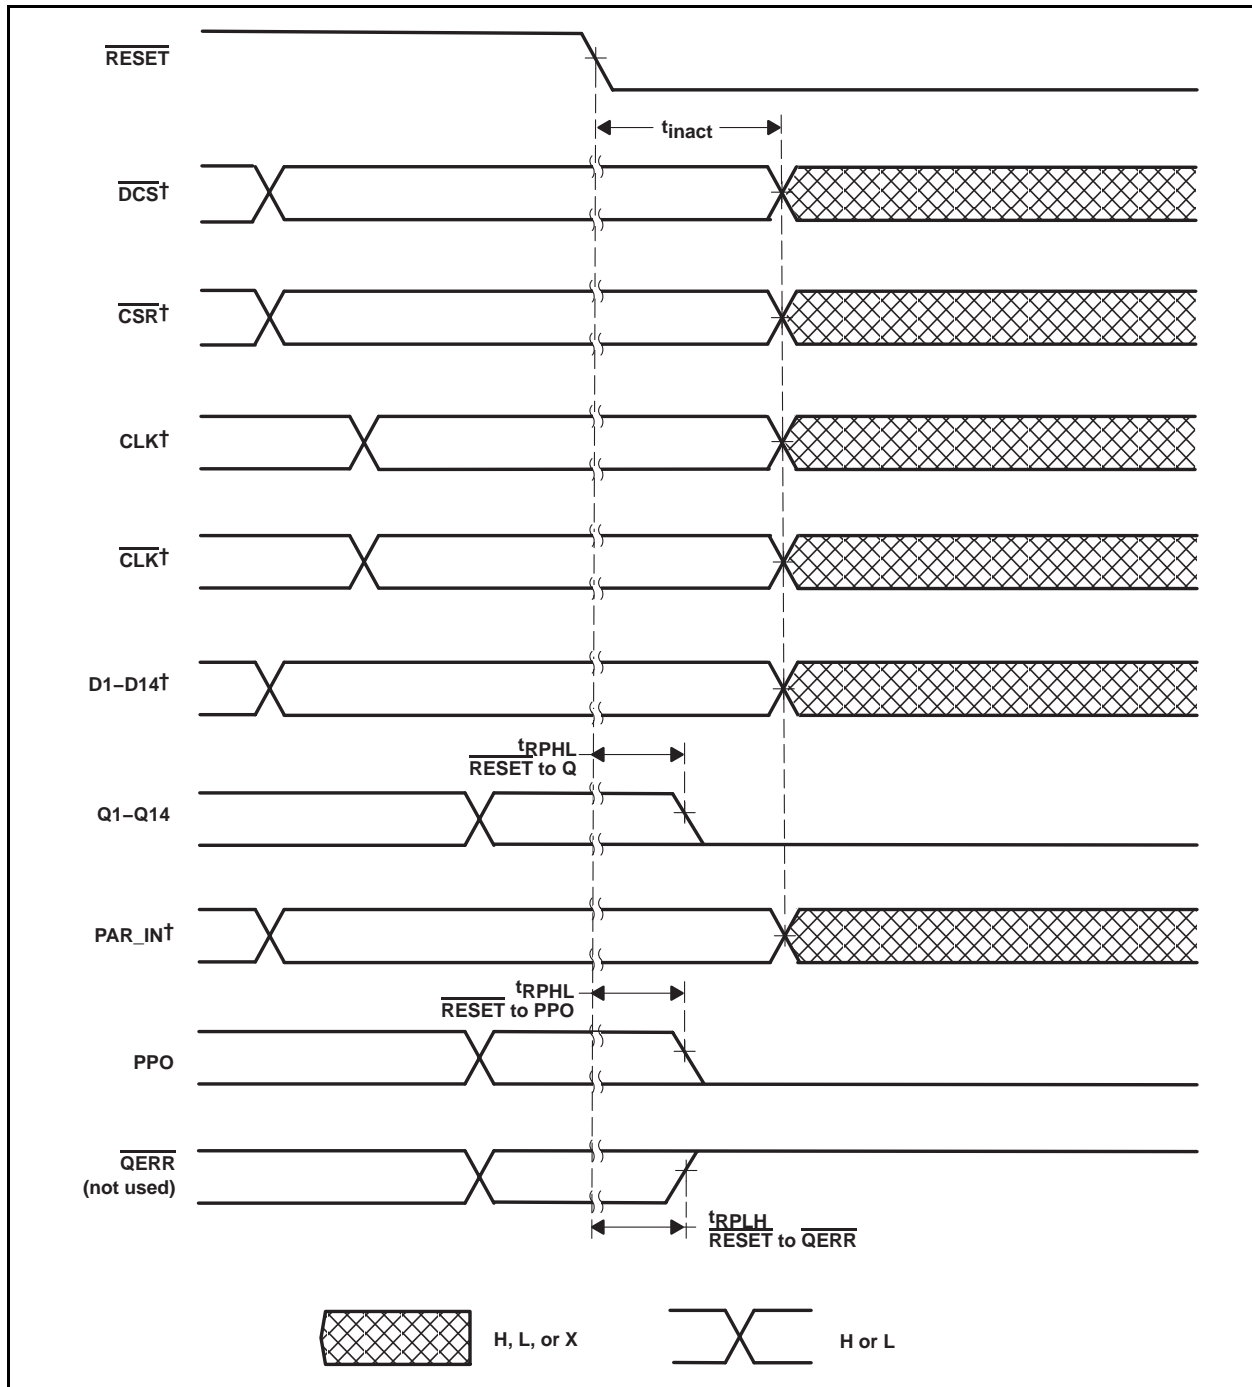 RESET
tinact
DCS†
CSR†
CLK†
CLK†
D1–D14†
tRPHL
RESET to Q
Q1–Q14
PAR_IN†
tRPHL
RESET to PPO
PPO
QERR
(not used)
tRPLH
RESET to QERR
H, L, or X
H or L